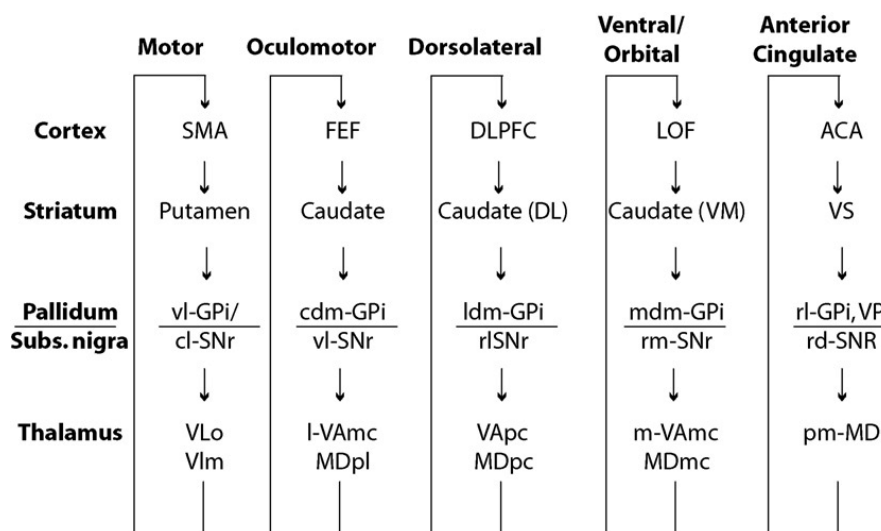 Motor Oculomotor Dorsolateral Ventral/ Orbital Anterior Cingulate
Cortex SMA FEF DLPFC LOF ACA
Striatum Putamen Caudate Caudate (DL) Caudate (VM) VS
Pallidum vl-GPi/ cdm-GPi ldm-GPi mdm-GPi rl-GPi, VP
Subs. nigra cl-SNr vl-SNr rlSNr rm-SNr rd-SNR
Thalamus VLo l-VAmc VApc m-VAmc pm-MD
Vlm MDpl MDpc MDmc